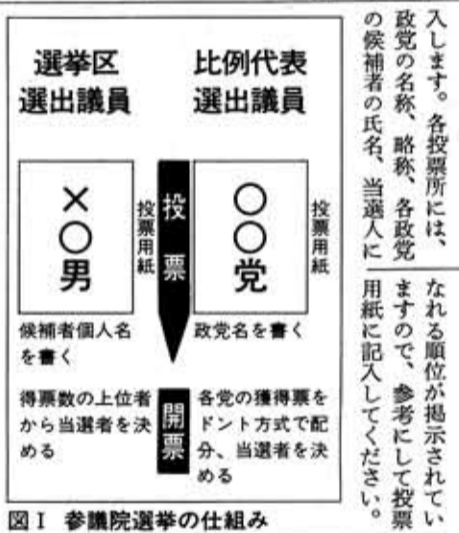 入します。各投票所には、
政党の名称、略称、各政党
の候補者の氏名、当選人に
なれる順位が掲示されてい
ますので、参考にして投票
用紙に記入してください。
選挙区
選出議員
比例代表
選出議員
×○男
投票用紙
投票
○○党
投票用紙
候補者個人名
を書く
政党名を書く
得票数の上位者
から当選者を決
める
開票
各党の獲得票を
ドント方式で配
分、当選者を決
める
図Ⅰ 参議院選挙の仕組み